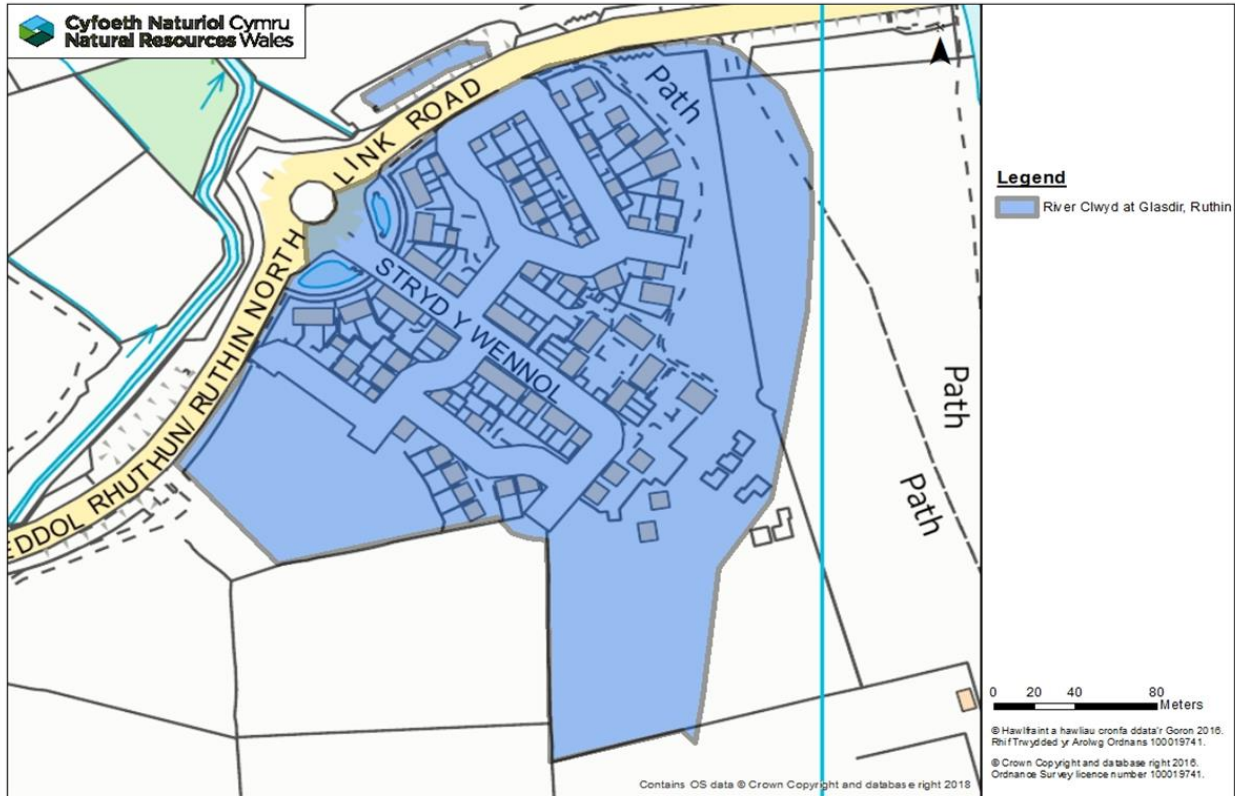 Cyfoeth Naturiol Cymru
Natural Resources Wales
LINK ROAD
Path
EDDOL RHUTHUN/ RUTHIN NORTH
STRYD Y WENNOL
Path
Path
Legend
River Clwyd at Glasdir, Ruthin
0 20 40 80
Meters
© Hawlfraint a hawliau cronfa ddata'r Goron 2016.
Rhif Trwydded yr Arolwg Ordnans 100019741.
© Crown Copyright and database right 2016.
Ordnance Survey licence number 100019741.
Contains OS data © Crown Copyright and database right 2018